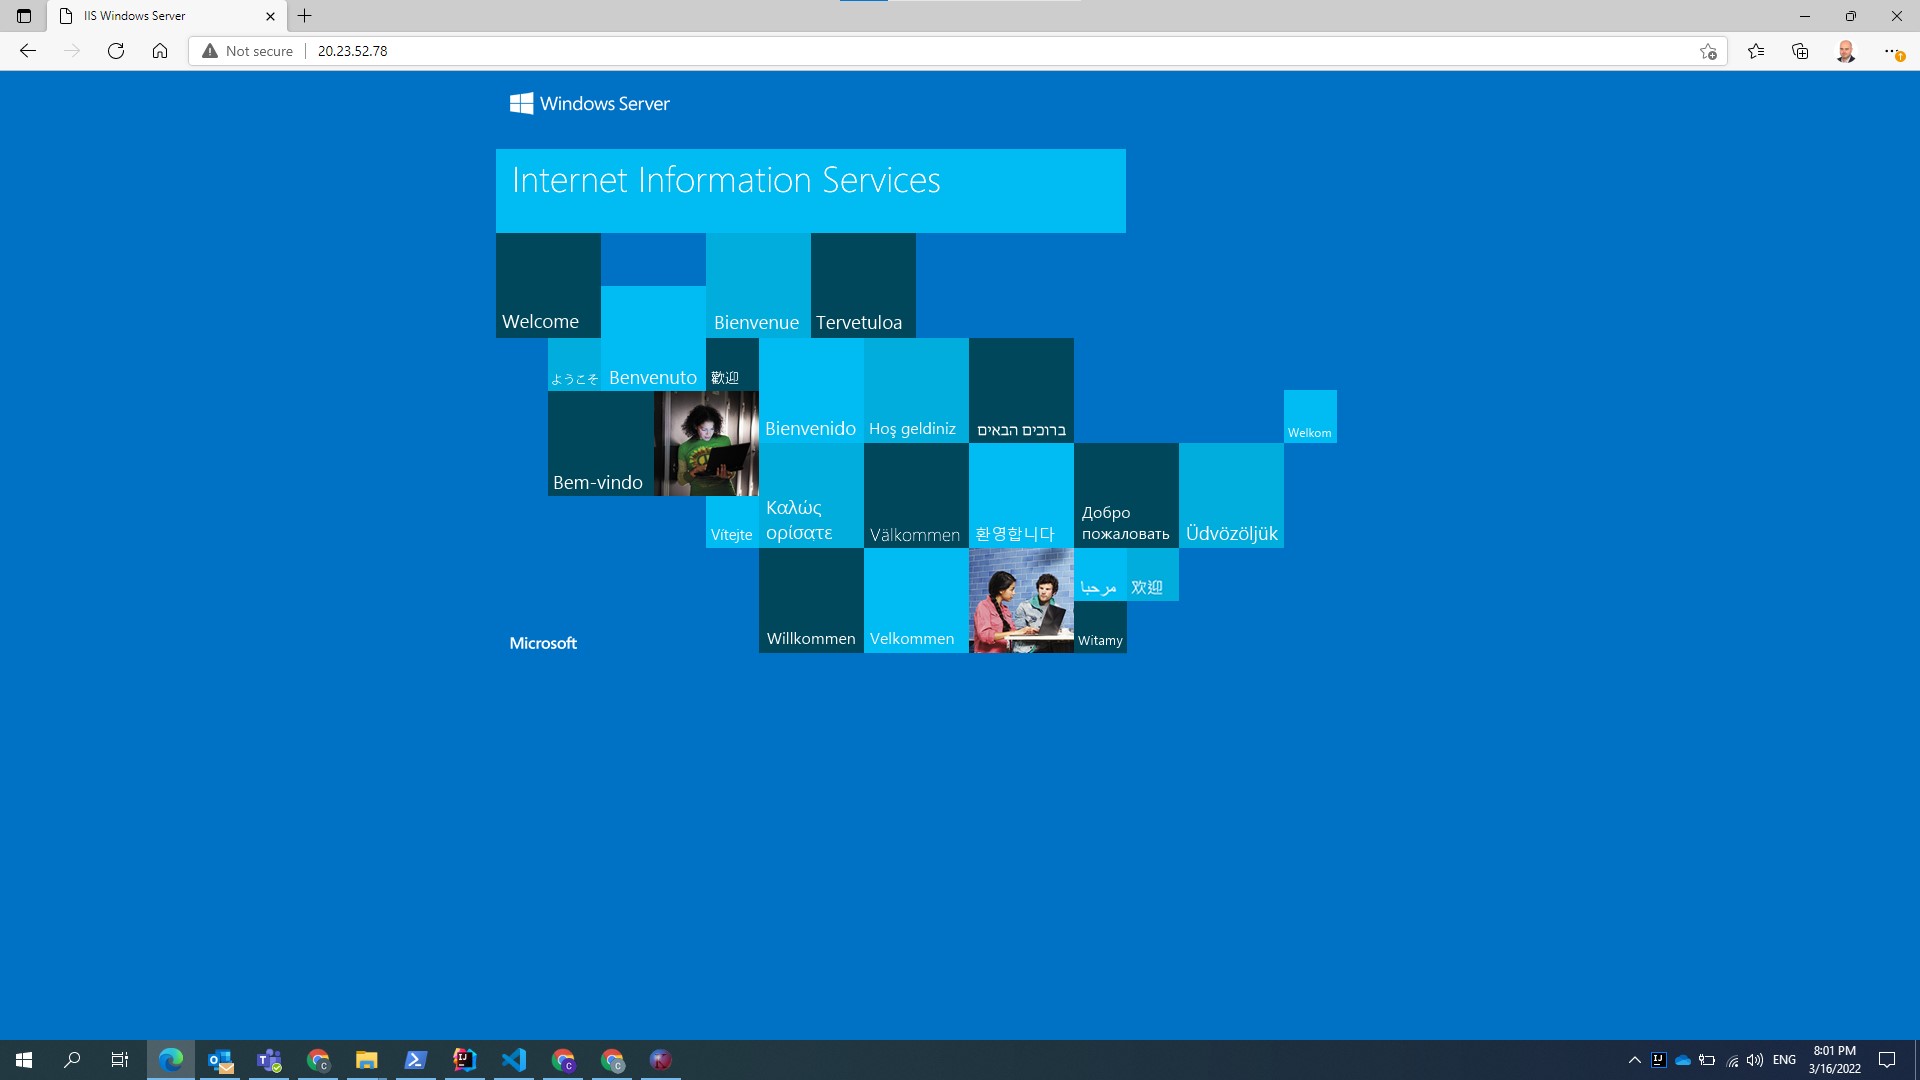 IIS Windows Server
Not secure
20.23.52.78
Windows Server
Internet Information Services
Welcome
Bienvenue
Tervetuloa
ようこそ
Benvenuto
歡迎
Bienvenido
Hoş geldiniz
ברוכים הבאים
Welkom
Bem-vindo
Vítejte
Καλώς
ορίσατε
Välkommen
환영합니다
Добро
пожаловать
Üdvözöljük
Microsoft
Willkommen
Velkommen
مرحبا
欢迎
Witamy
ENG
8:01 PM
3/16/2022